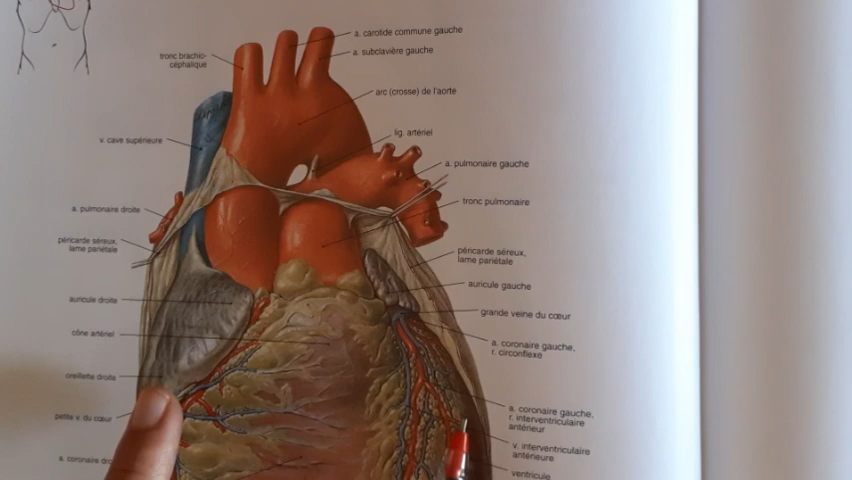 a. carotide commune gauche
tronc brachio-
céphalique
a. subclavière gauche
arc (crosse) de l'aorte
lig. artériel
v. cave supérieure
a. pulmonaire gauche
tronc pulmonaire
a. pulmonaire droite
péricarde séreux,
lame pariétale
péricarde séreux,
lame pariétale
auricule gauche
auricule droite
grande veine du cœur
cône artériel
a. coronaire gauche,
r. circonflexe
oreillette droite
a. coronaire gauche,
r. interventriculaire
antérieur
petite v. du cœur
v. interventriculaire
antérieure
a. coronaire
ventricule